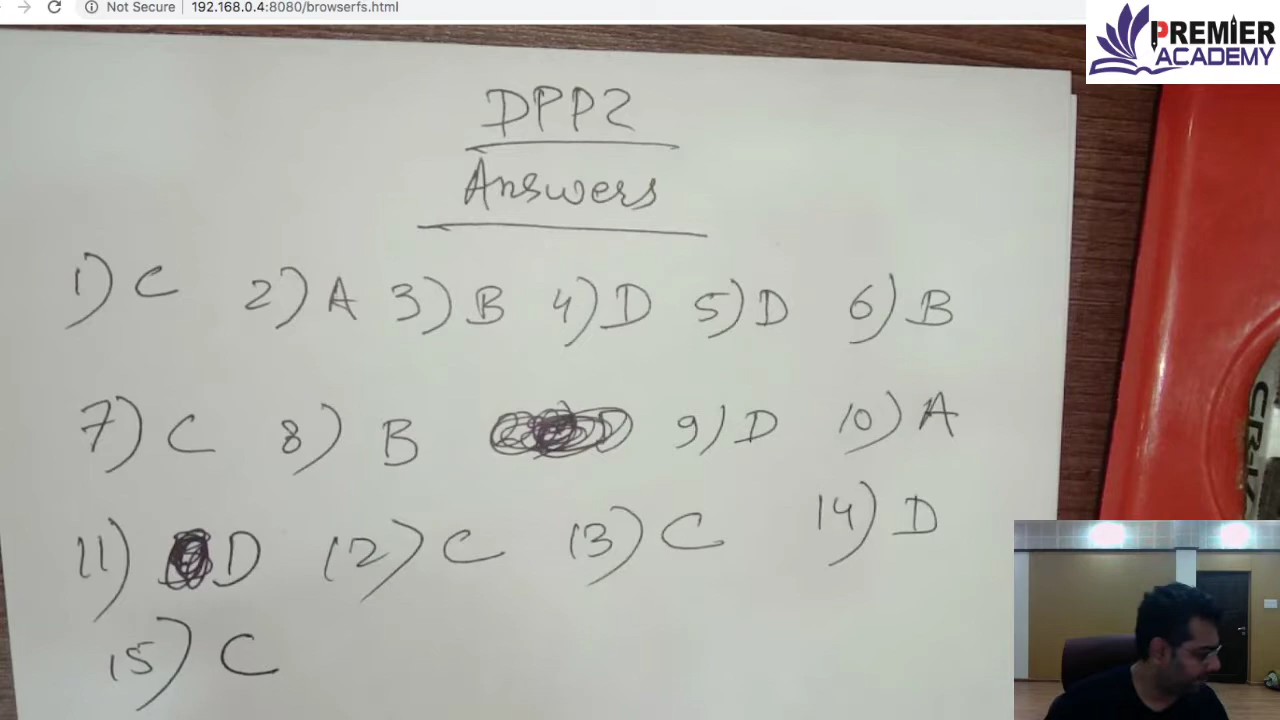 Not Secure 192.168.0.4:8080/browserfs.html
PREMIER
ACADEMY
DPP2
Answers
1) C 2) A 3) B 4) D 5) D 6) B
7) C 8) B 9) D 10) A
11) D 12) C 13) C 14) D
15) C